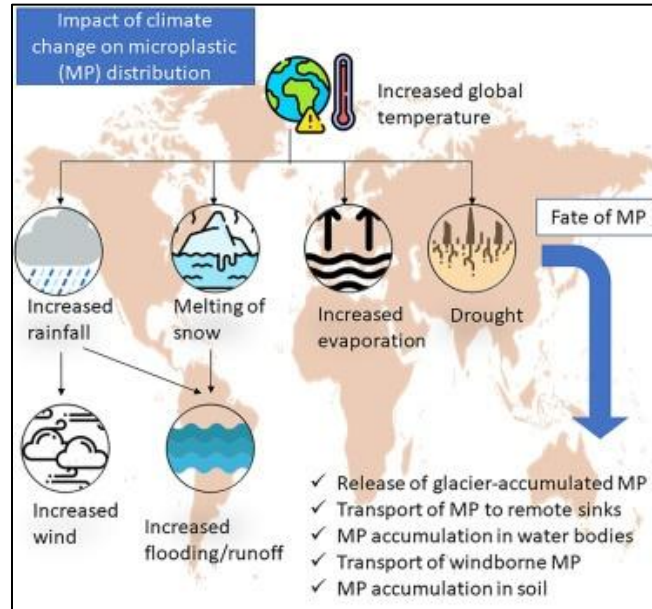 Impact of climate
change on microplastic
(MP) distribution
Increased global
temperature
Fate of MP
Increased
rainfall
Melting of
snow
Increased
evaporation
Drought
Increased
wind
Increased
flooding/runoff
✓ Release of glacier-accumulated MP
✓ Transport of MP to remote sinks
✓ MP accumulation in water bodies
✓ Transport of windborne MP
✓ MP accumulation in soil